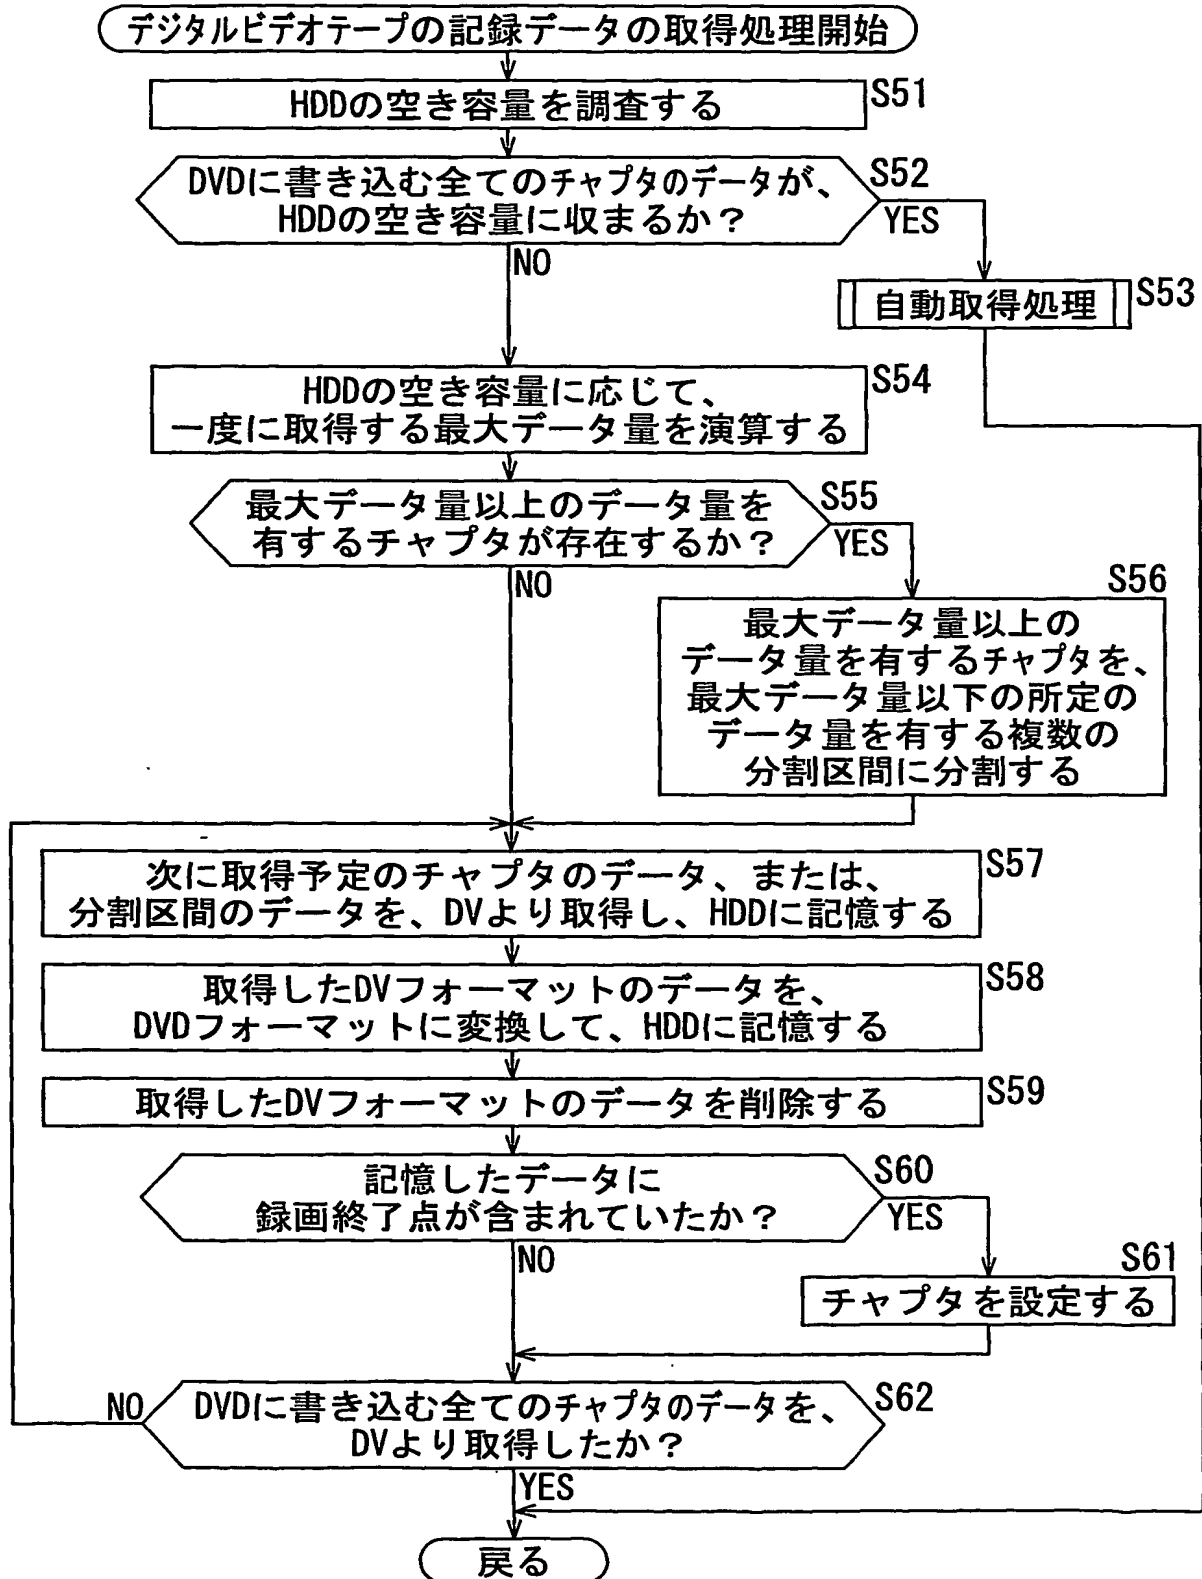 デジタルビデオテープの記録データの取得処理開始
HDDの空き容量を調査する
S51
DVDに書き込む全てのチャプタのデータが、
HDDの空き容量に収まるか？
S52
YES
NO
自動取得処理
S53
HDDの空き容量に応じて、
一度に取得する最大データ量を演算する
S54
最大データ量以上のデータ量を
有するチャプタが存在するか？
S55
YES
NO
S56
最大データ量以上の
データ量を有するチャプタを、
最大データ量以下の所定の
データ量を有する複数の
分割区間に分割する
次に取得予定のチャプタのデータ、または、
分割区間のデータを、DVより取得し、HDDに記憶する
S57
取得したDVフォーマットのデータを、
DVDフォーマットに変換して、HDDに記憶する
S58
取得したDVフォーマットのデータを削除する
S59
記憶したデータに
録画終了点が含まれていたか？
S60
YES
NO
S61
チャプタを設定する
NO
DVDに書き込む全てのチャプタのデータを、
DVより取得したか？
S62
YES
戻る